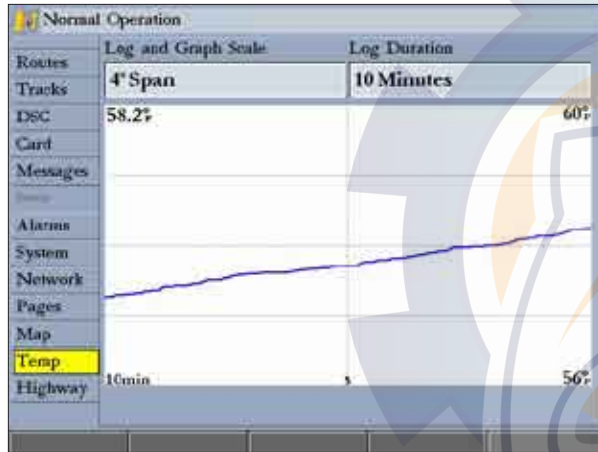 Normal Operation
Log and Graph Scale
Log Duration
4° Span
10 Minutes
58.2°F
60°F
Routes
Tracks
DSC
Card
Messages
Alarms
System
Network
Pages
Map
Temp
Highway
10min
5
56°F